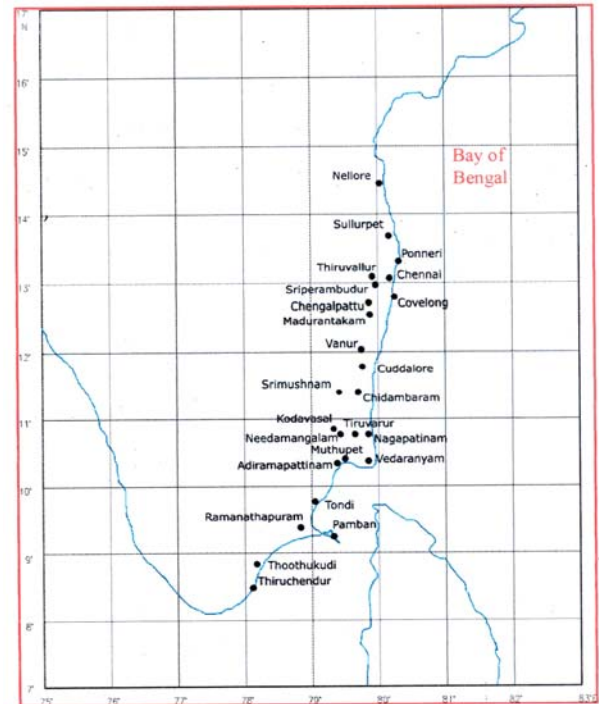 17°
N
16°
15°
14°
13°
12°
11°
10°
9°
8°
7°
Bay of
Bengal
Nellore
Sullurpet
Ponneri
Thiruvallur
Chennai
Sriperambudur
Chengalpattu
Covelong
Madurantakam
Vanur
Cuddalore
Srimushnam
Chidambaram
Kodavasal
Tiruvarur
Needamangalam
Nagapatinam
Muthupet
Vedaranyam
Adiramapattinam
Tondi
Ramanathapuram
Pamban
Thoothukudi
Thiruchendur
75°
76°
77°
78°
79°
80°
81°
82°